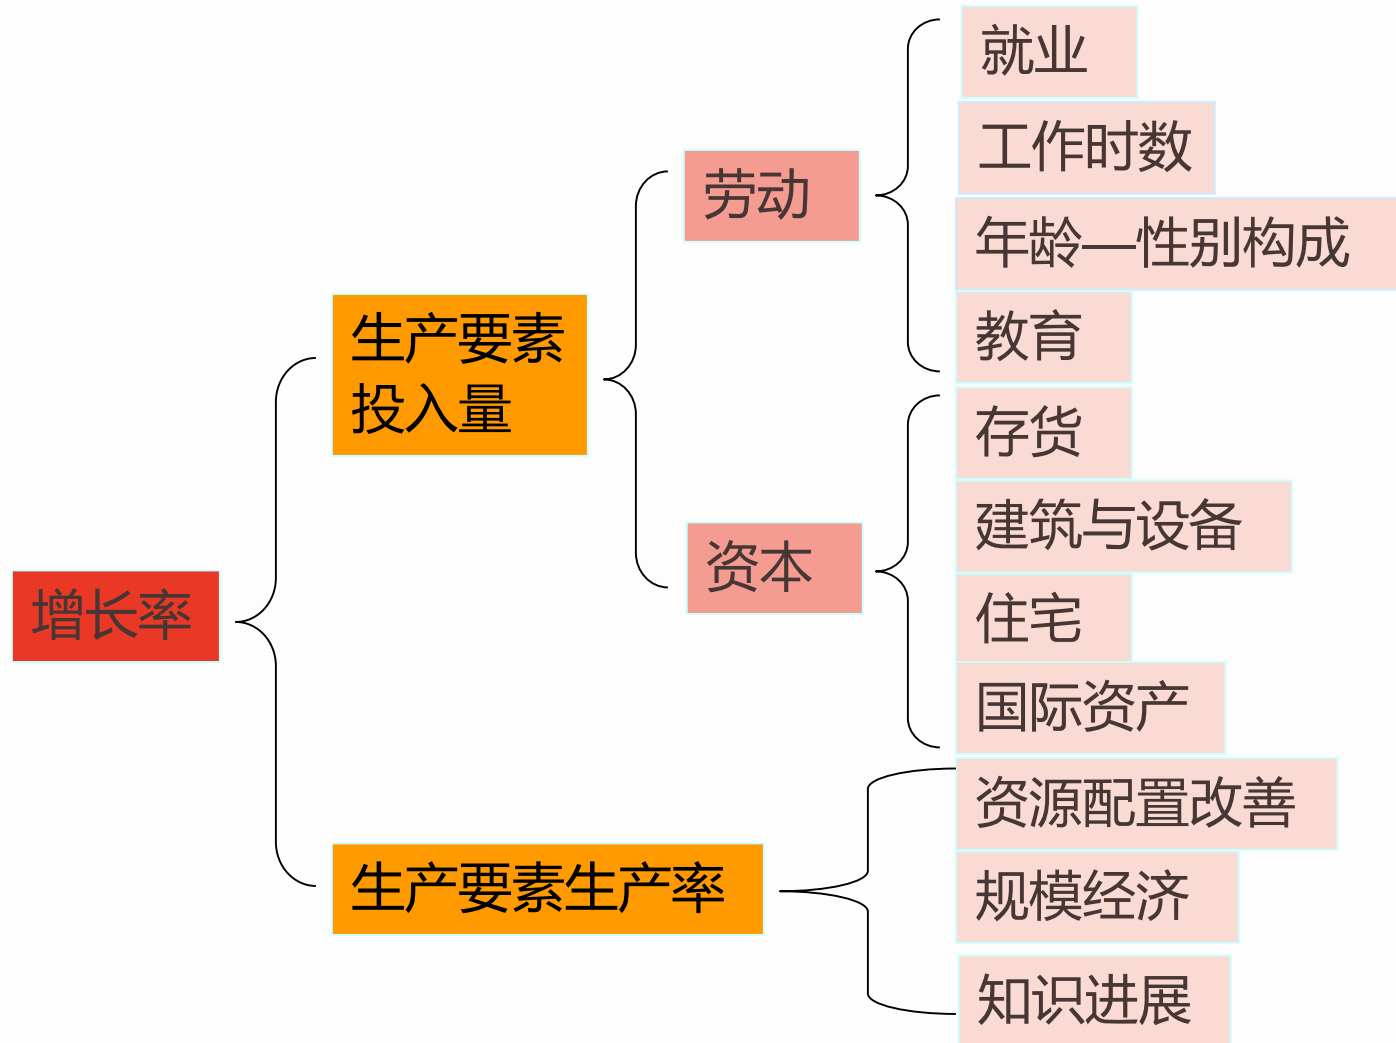 增长率
生产要素
投入量
劳动
就业
工作时数
年龄—性别构成
教育
资本
存货
建筑与设备
住宅
国际资产
生产要素生产率
资源配置改善
规模经济
知识进展